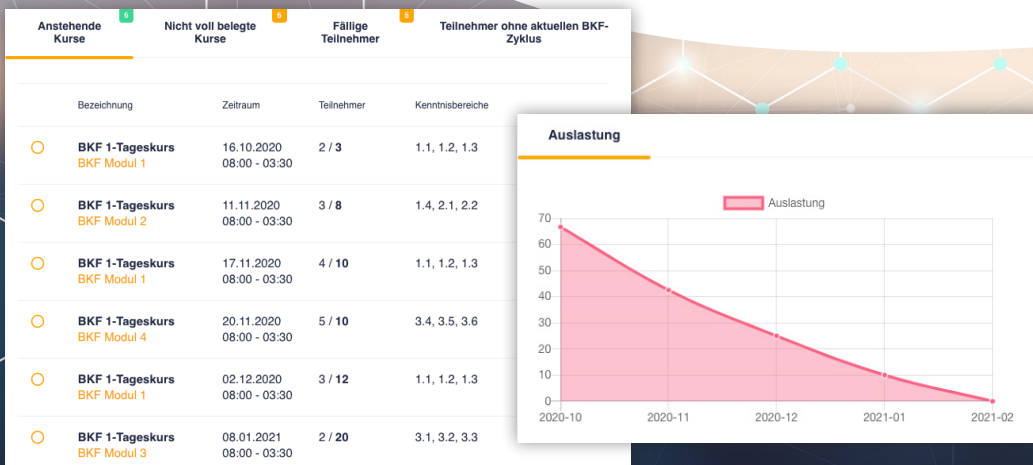 Anstehende
Kurse
6
Nicht voll belegte
Kurse
6
Fällige
Teilnehmer
5
Teilnehmer ohne aktuellen BKF-
Zyklus
Bezeichnung Zeitraum Teilnehmer Kenntnisbereiche
BKF 1-Tageskurs 16.10.2020 2 / 3 1.1, 1.2, 1.3
BKF Modul 1 08:00 - 03:30
BKF 1-Tageskurs 11.11.2020 3 / 8 1.4, 2.1, 2.2
BKF Modul 2 08:00 - 03:30
BKF 1-Tageskurs 17.11.2020 4 / 10 1.1, 1.2, 1.3
BKF Modul 1 08:00 - 03:30
BKF 1-Tageskurs 20.11.2020 5 / 10 3.4, 3.5, 3.6
BKF Modul 4 08:00 - 03:30
BKF 1-Tageskurs 02.12.2020 3 / 12 1.1, 1.2, 1.3
BKF Modul 1 08:00 - 03:30
BKF 1-Tageskurs 08.01.2021 2 / 20 3.1, 3.2, 3.3
BKF Modul 3 08:00 - 03:30
Auslastung
Auslastung
70
60
50
40
30
20
10
0
2020-10 2020-11 2020-12 2021-01 2021-02